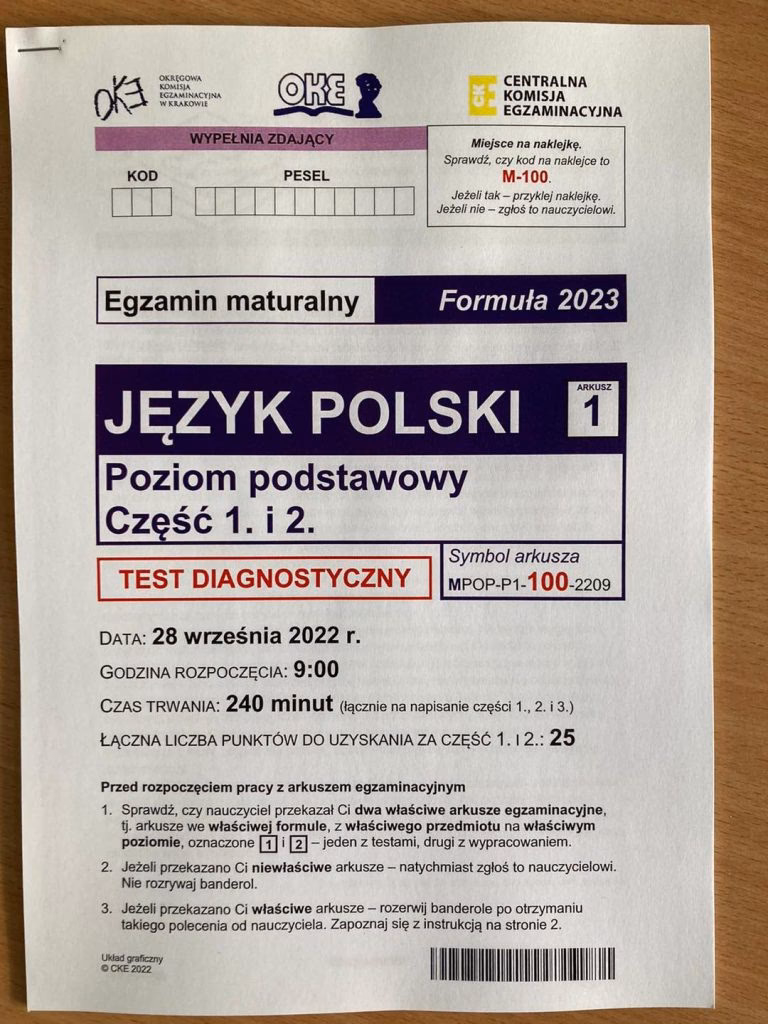 OKE
OKRĘGOWA
KOMISJA
EGZAMINACYJNA
W KRAKOWIE
OKE
CKE
CENTRALNA
KOMISJA
EGZAMINACYJNA
WYPEŁNIA ZDAJĄCY
KOD
PESEL
Miejsce na naklejkę.
Sprawdź, czy kod na naklejce to
M-100.
Jeżeli tak – przyklej naklejkę.
Jeżeli nie – zgłoś to nauczycielowi.
Egzamin maturalny
Formuła 2023
JĘZYK POLSKI
ARKUSZ
1
Poziom podstawowy
Część 1. i 2.
TEST DIAGNOSTYCZNY
Symbol arkusza
MPOP-P1-100-2209
DATA: 28 września 2022 r.
GODZINA ROZPOCZĘCIA: 9:00
CZAS TRWANIA: 240 minut (łącznie na napisanie części 1., 2. i 3.)
ŁĄCZNA LICZBA PUNKTÓW DO UZYSKANIA ZA CZĘŚĆ 1. I 2.: 25
Przed rozpoczęciem pracy z arkuszem egzaminacyjnym
1. Sprawdź, czy nauczyciel przekazał Ci dwa właściwe arkusze egzaminacyjne,
tj. arkusze we właściwej formule, z właściwego przedmiotu na właściwym
poziomie, oznaczone 1 i 2 – jeden z testami, drugi z wypracowaniem.
2. Jeżeli przekazano Ci niewłaściwe arkusze – natychmiast zgłoś to nauczycielowi.
Nie rozrywaj banderol.
3. Jeżeli przekazano Ci właściwe arkusze – rozerwij banderole po otrzymaniu
takiego polecenia od nauczyciela. Zapoznaj się z instrukcją na stronie 2.
Układ graficzny
© CKE 2022